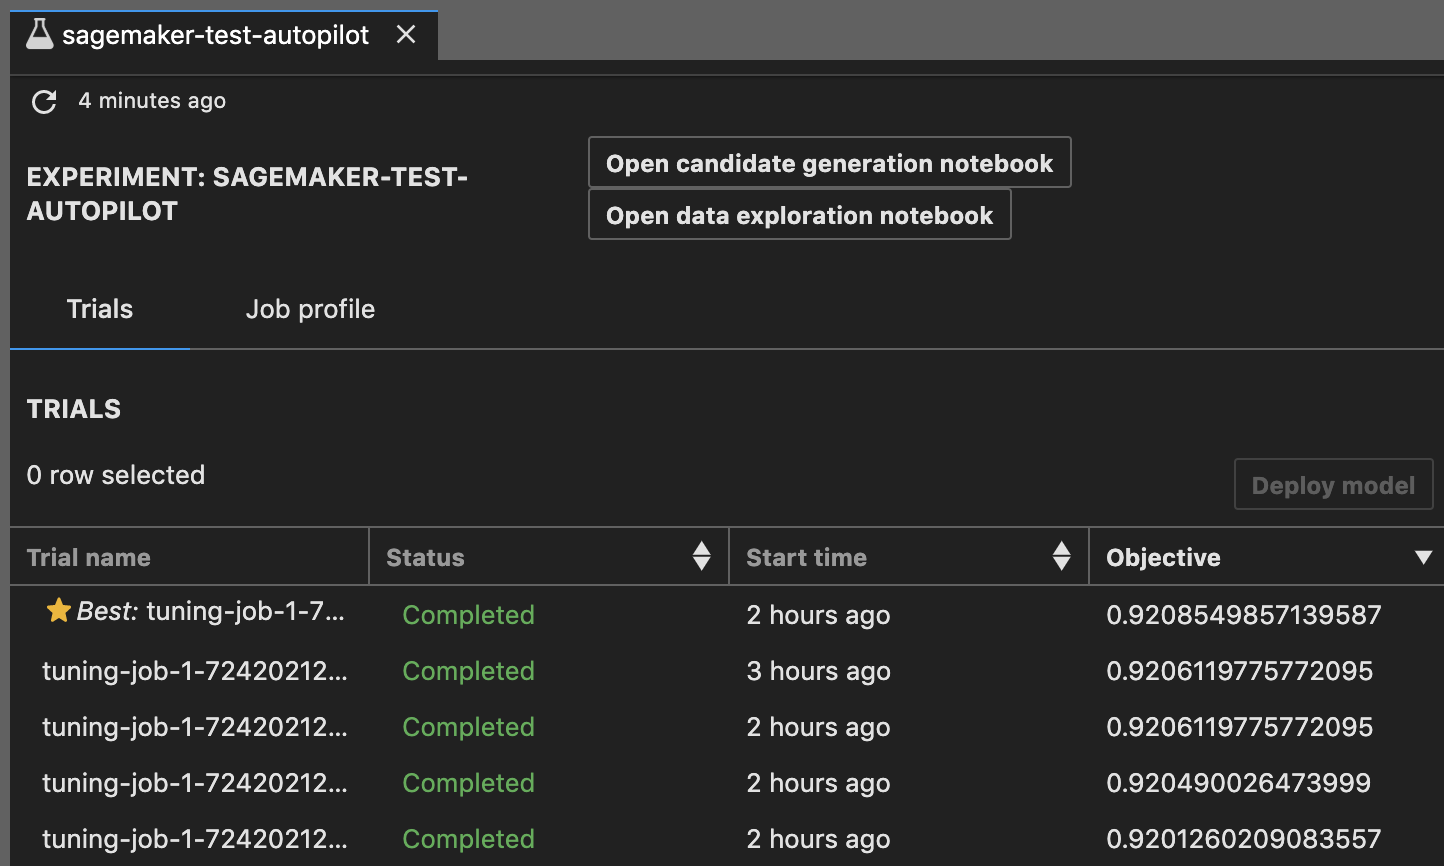 sagemaker-test-autopilot
4 minutes ago
EXPERIMENT: SAGEMAKER-TEST-
AUTOPILOT
Open candidate generation notebook
Open data exploration notebook
Trials Job profile
TRIALS
0 row selected
Deploy model
Trial name Status Start time Objective
Best: tuning-job-1-7... Completed 2 hours ago 0.9208549857139587
tuning-job-1-72420212... Completed 3 hours ago 0.9206119775772095
tuning-job-1-72420212... Completed 2 hours ago 0.9206119775772095
tuning-job-1-72420212... Completed 2 hours ago 0.920490026473999
tuning-job-1-72420212... Completed 2 hours ago 0.9201260209083557